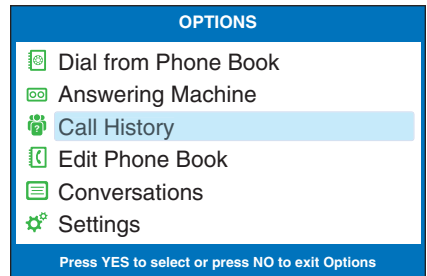 OPTIONS
Dial from Phone Book
Answering Machine
Call History
Edit Phone Book
Conversations
Settings
Press YES to select or press NO to exit Options